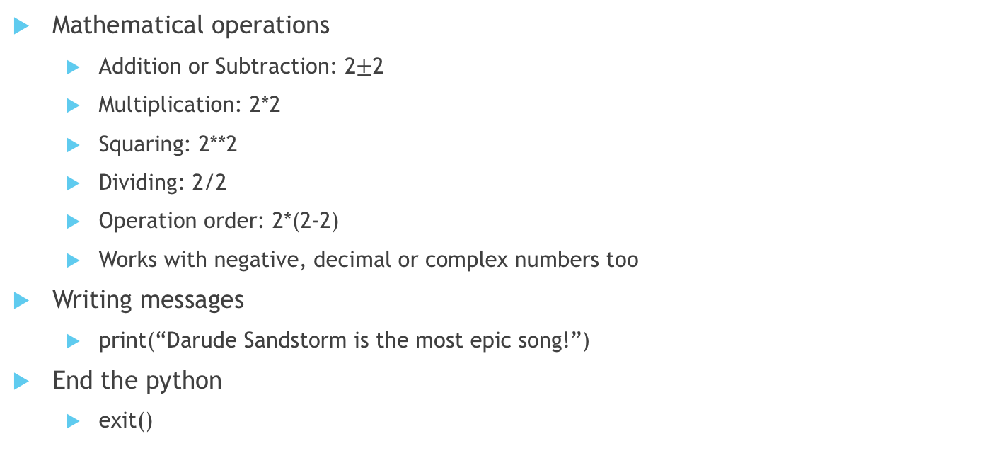 Mathematical operations
Addition or Subtraction: 2±2
Multiplication: 2*2
Squaring: 2**2
Dividing: 2/2
Operation order: 2*(2-2)
Works with negative, decimal or complex numbers too
Writing messages
print(“Darude Sandstorm is the most epic song!”)
End the python
exit()